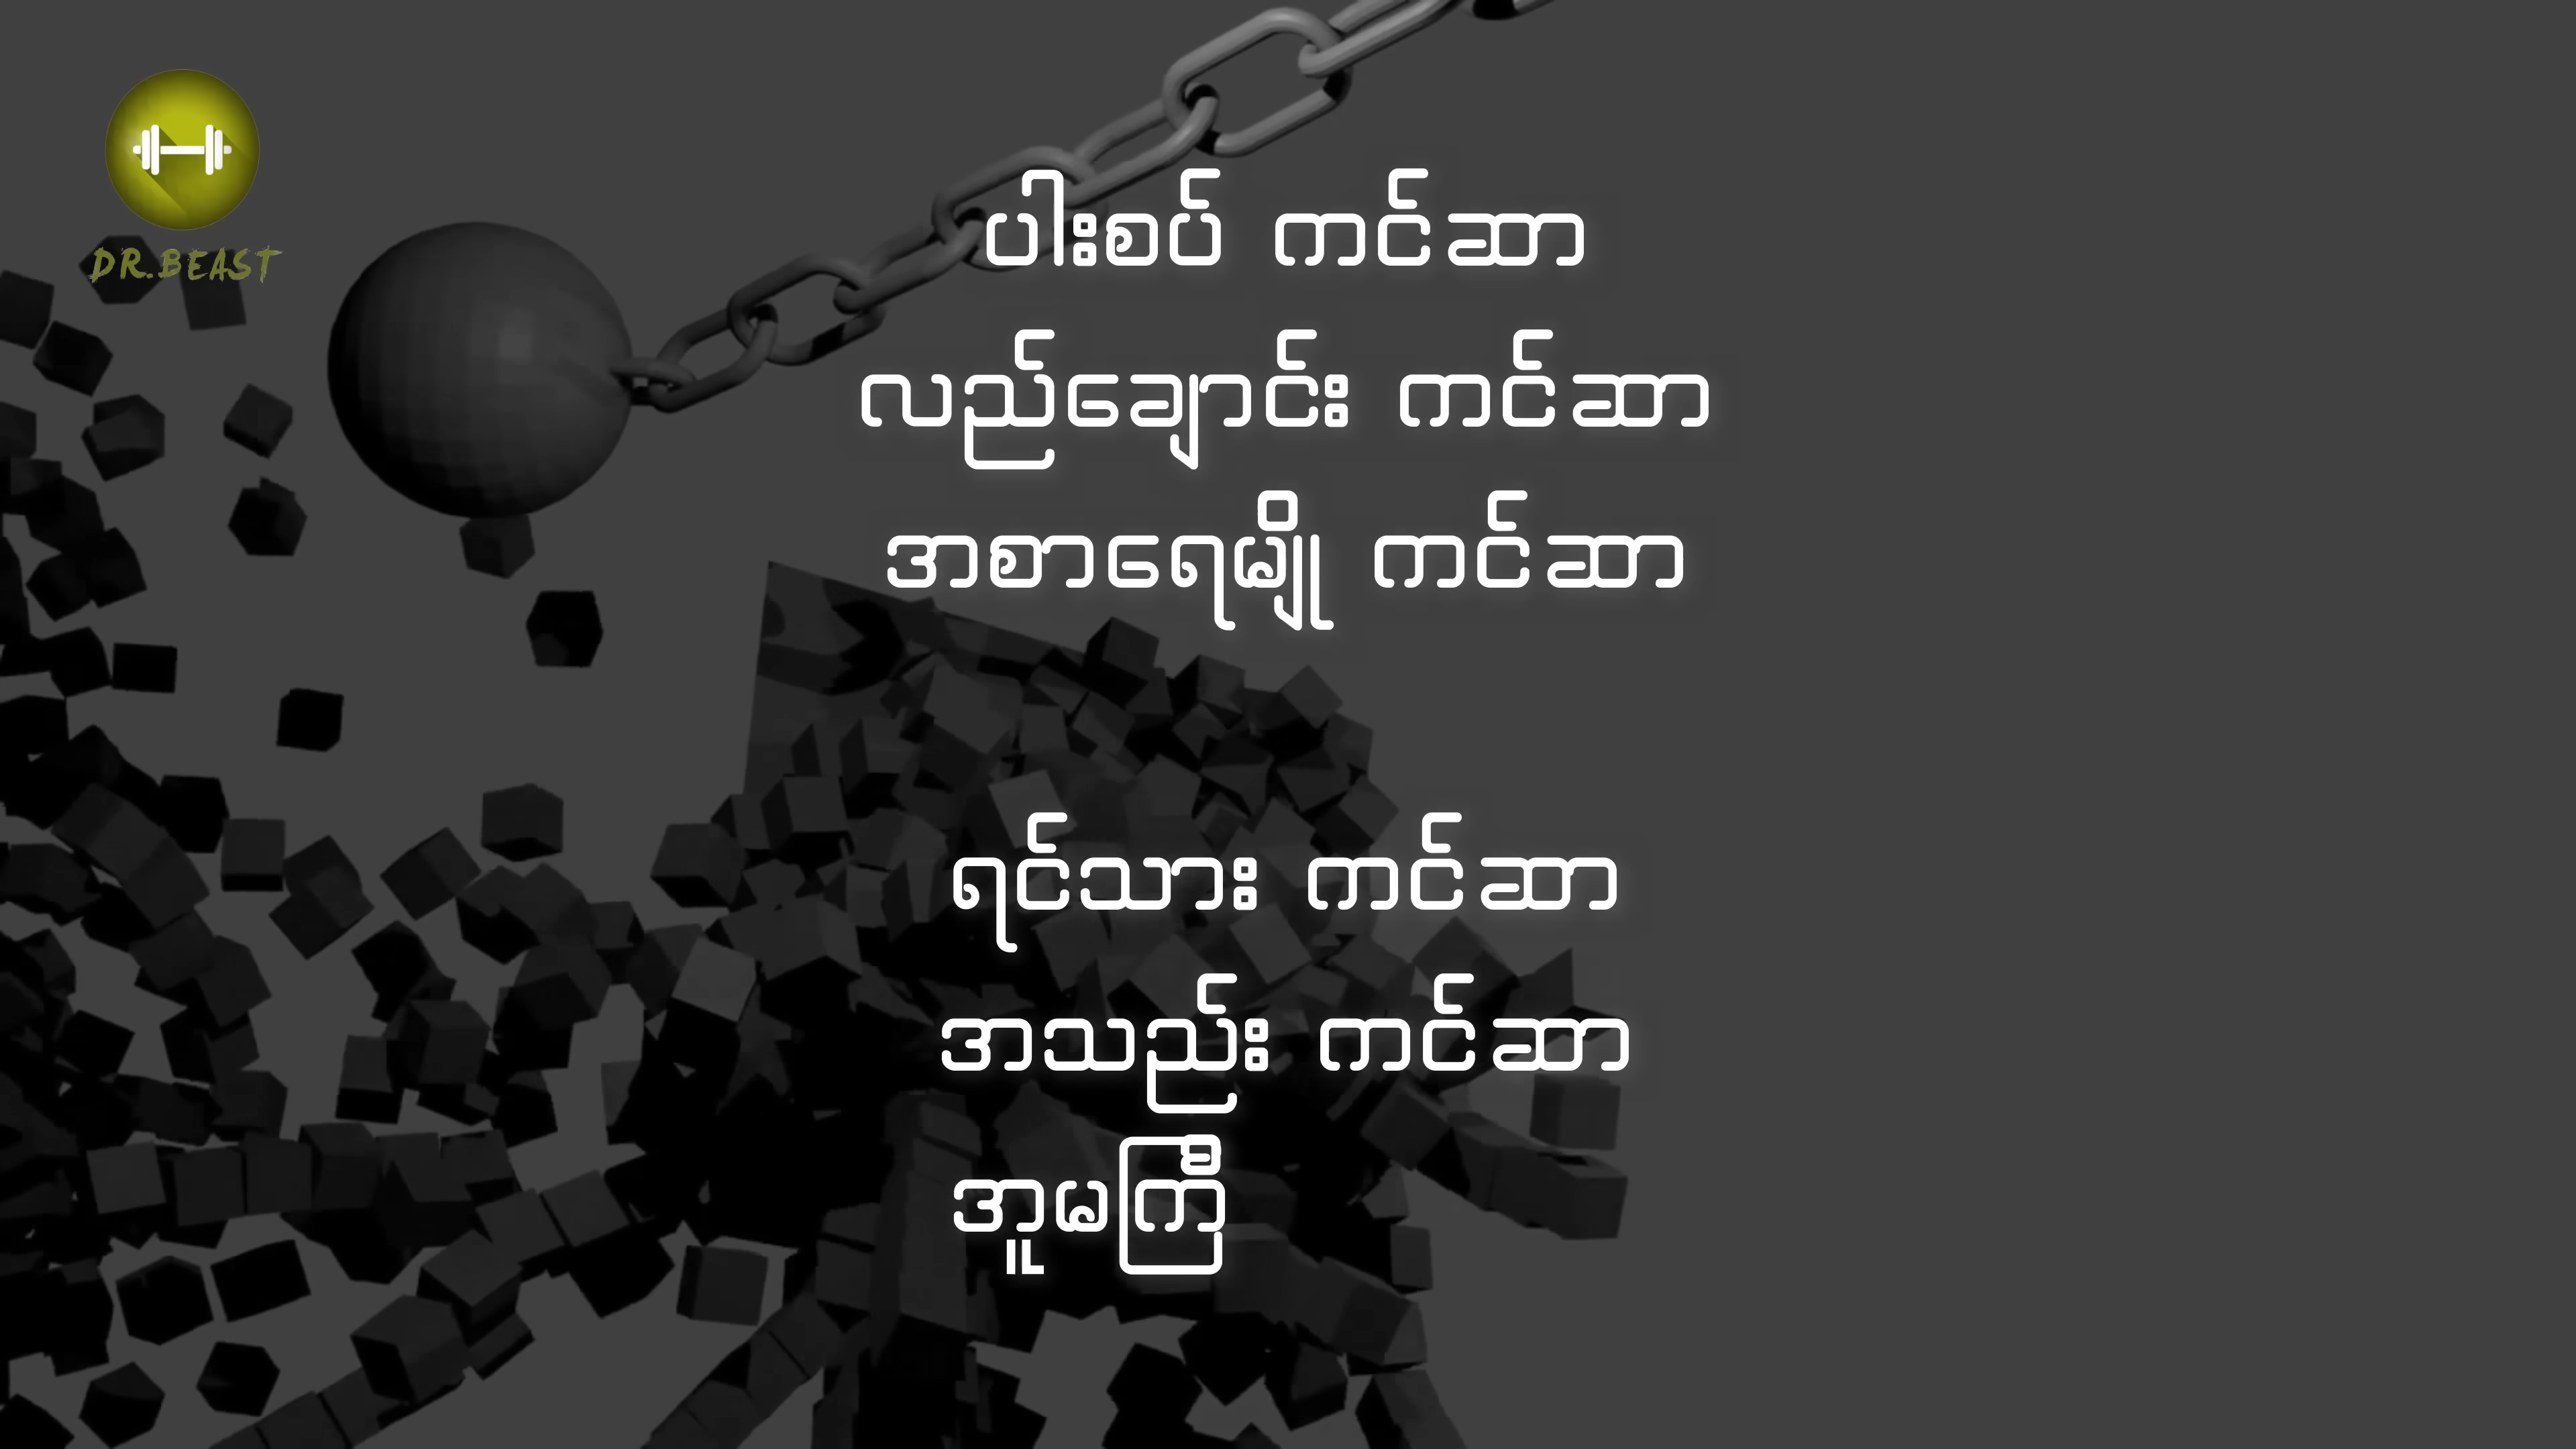 DR.BEAST
ပါးစပ် ကင်ဆာ
လည်ချောင်း ကင်ဆာ
အစာရေမျို ကင်ဆာ
ရင်သား ကင်ဆာ
အသည်း ကင်ဆာ
အူမကြီ